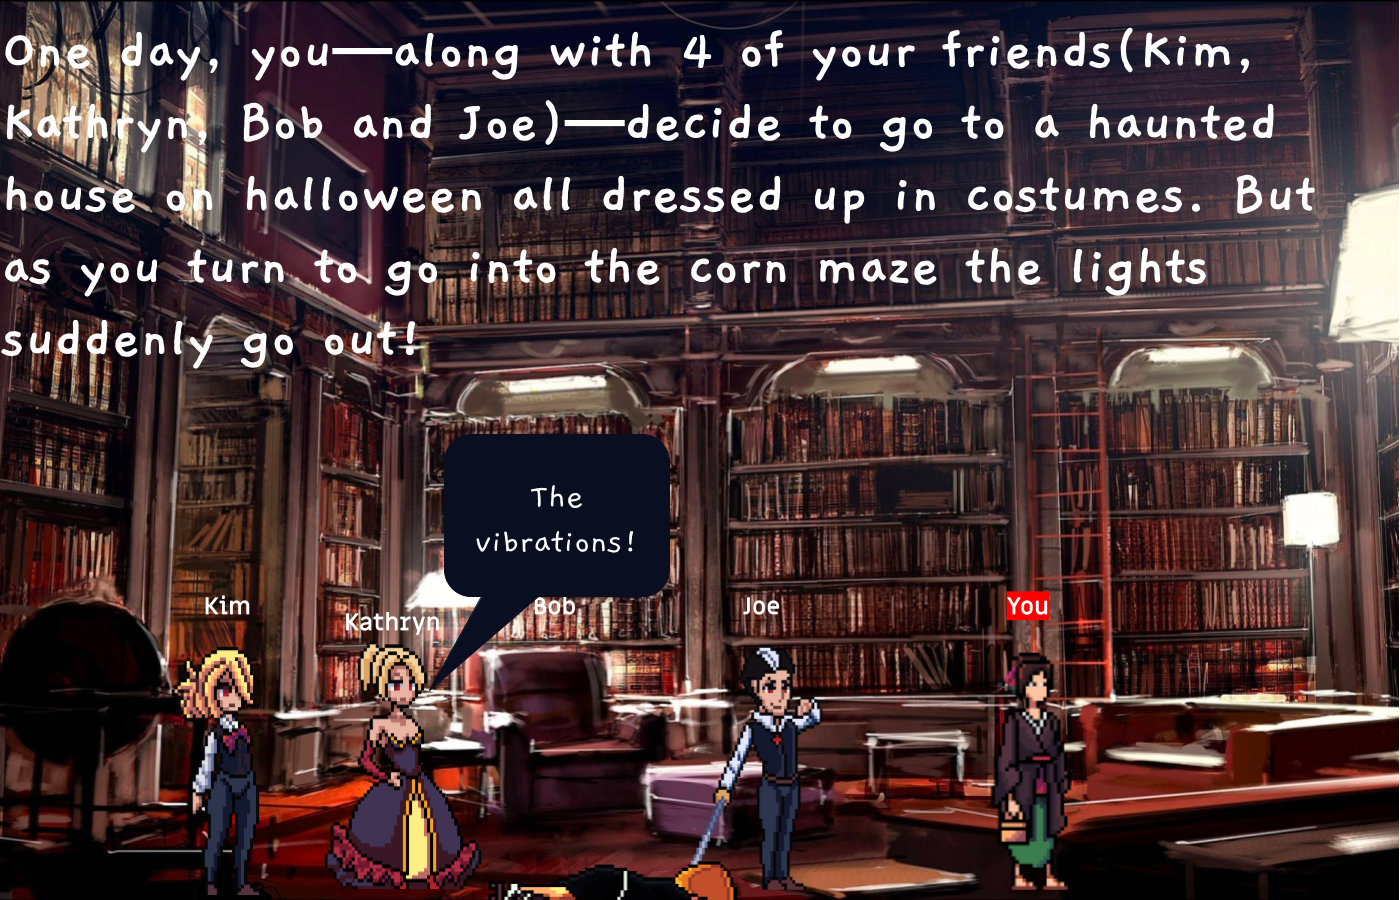 One day, you——along with 4 of your friends(Kim,
Kathryn, Bob and Joe)——decide to go to a haunted
house on halloween all dressed up in costumes. But
as you turn to go into the corn maze the lights
suddenly go out!
The
vibrations!
Kim
Kathryn
Bob
Joe
You